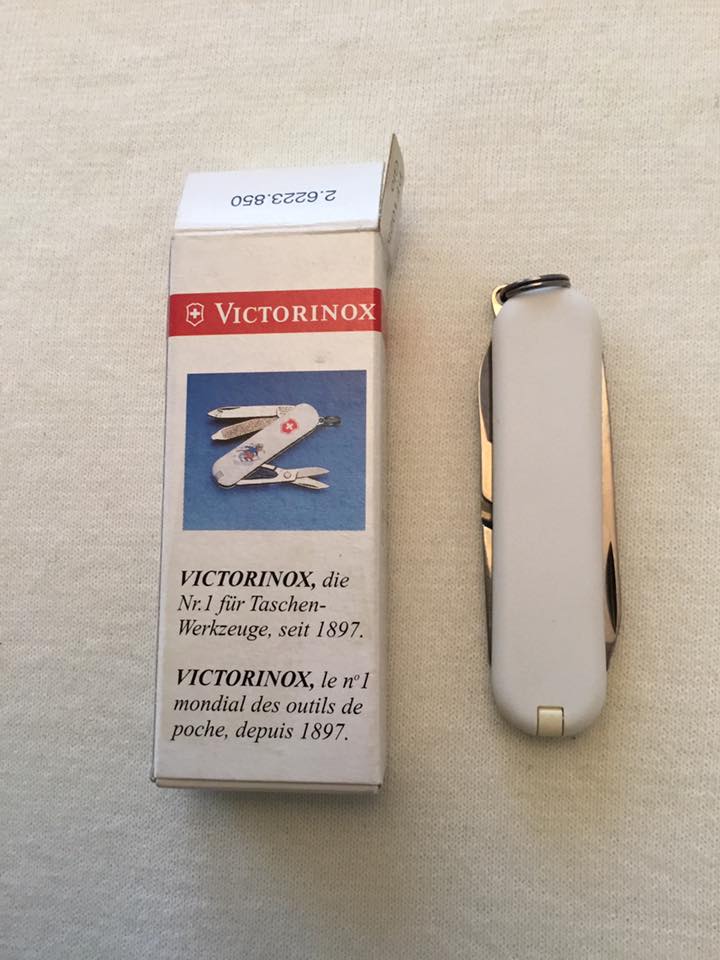 2.6223.850
VICTORINOX
VICTORINOX, die
Nr.1 für Taschen-
Werkzeuge, seit 1897.
VICTORINOX, le nº1
mondial des outils de
poche, depuis 1897.